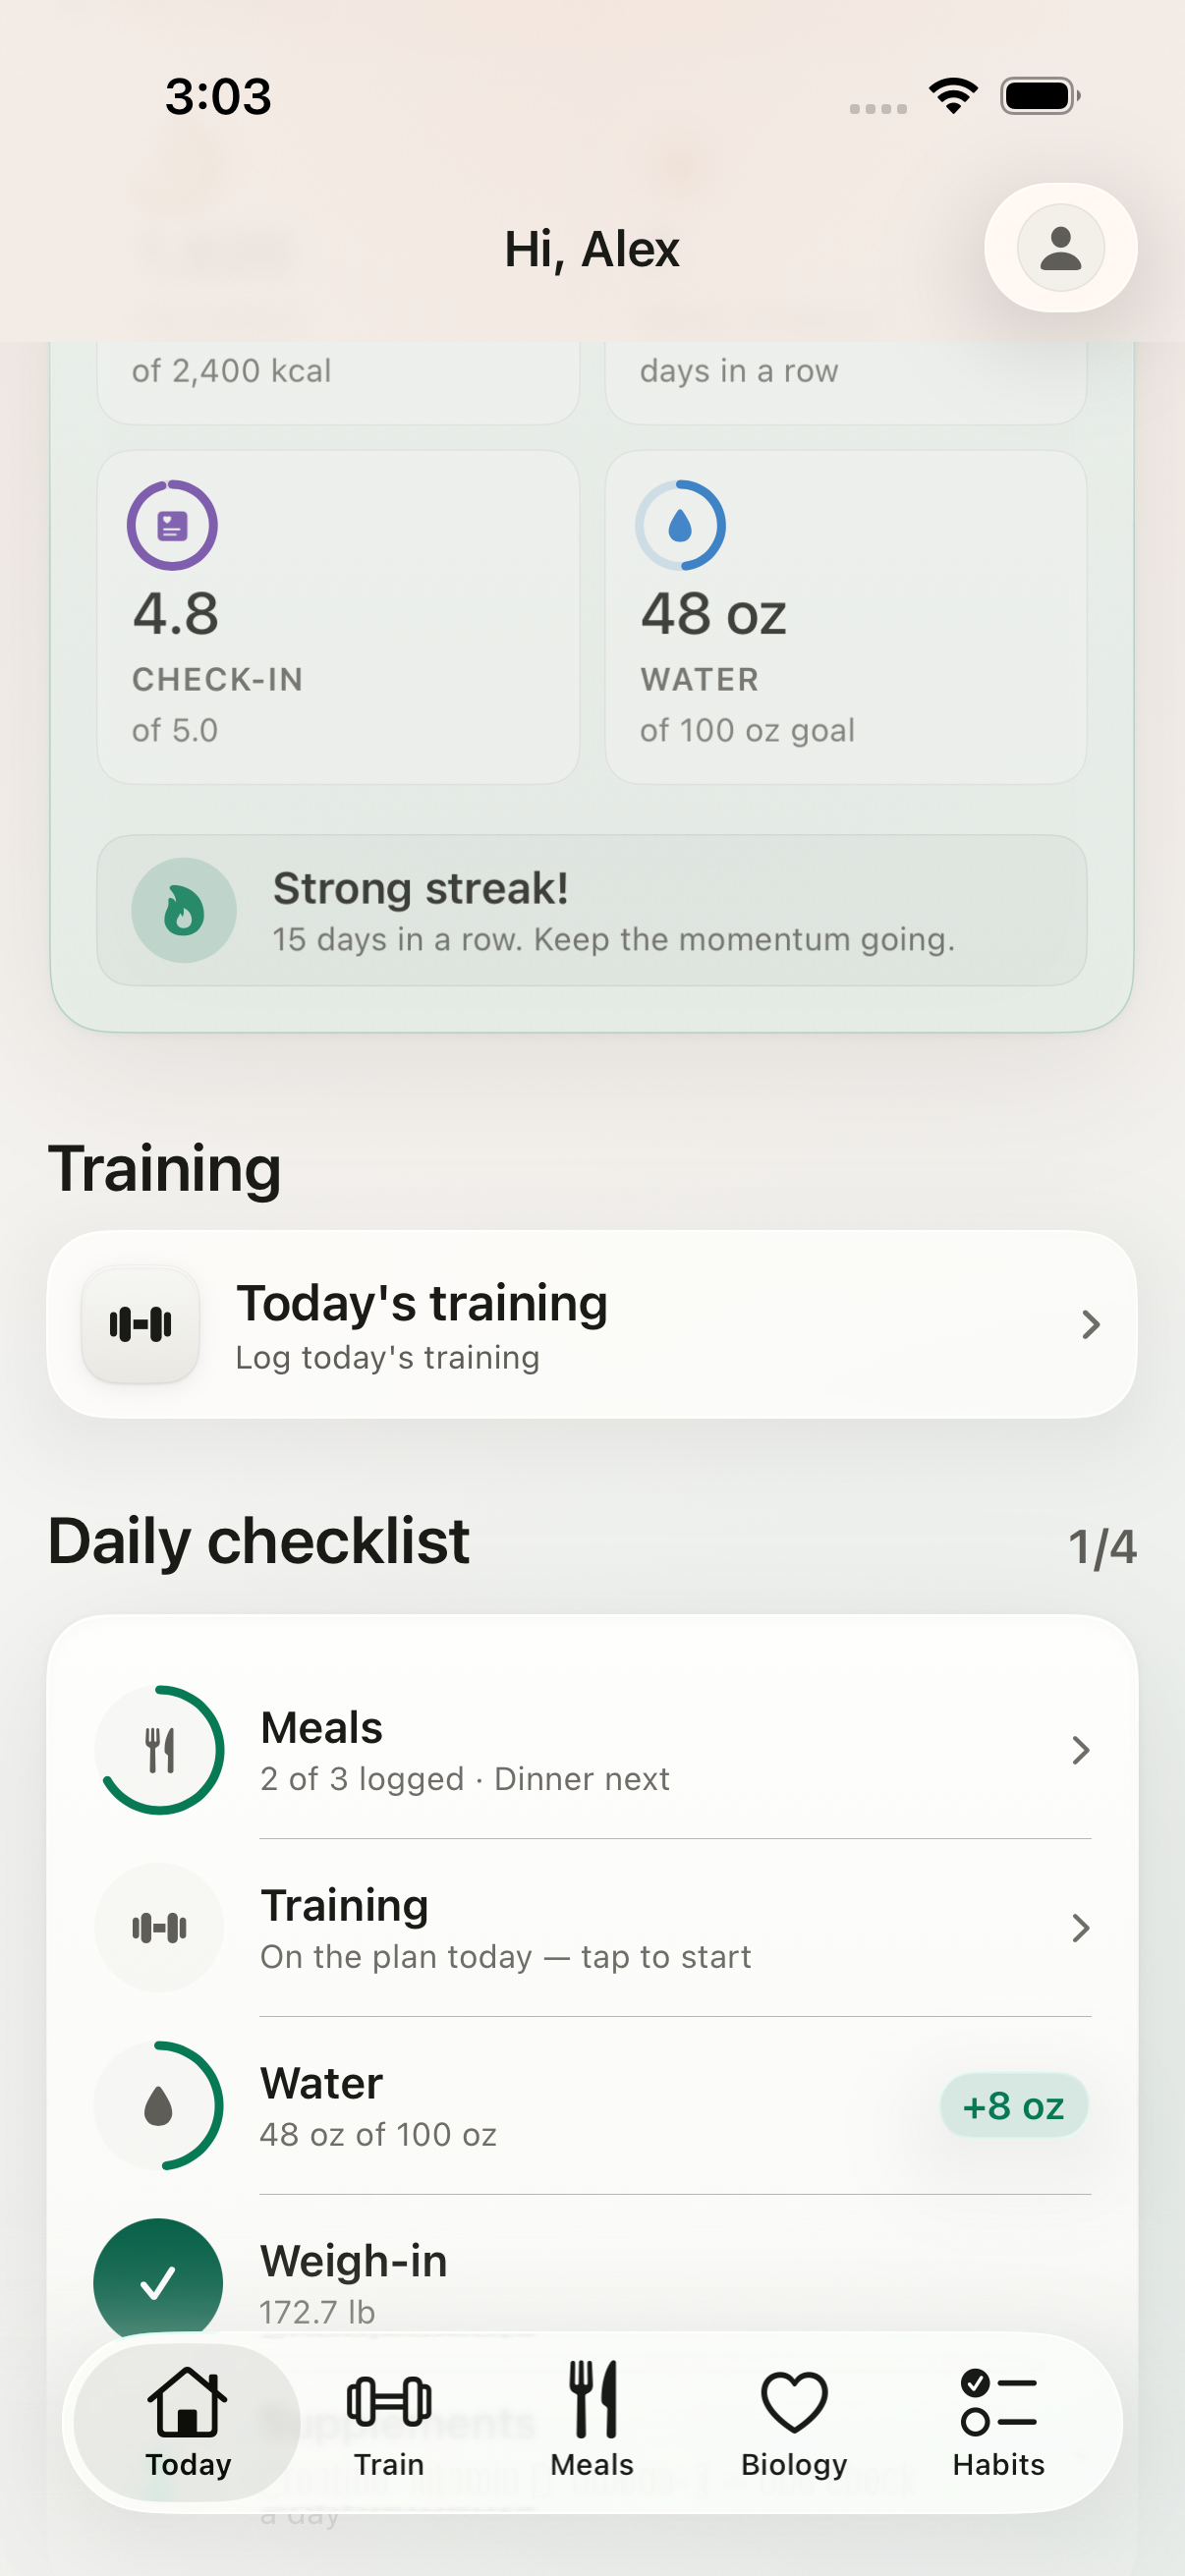 3:03
Hi, Alex
of 2,400 kcal
days in a row
4.8
CHECK-IN
of 5.0
48 oz
WATER
of 100 oz goal
Strong streak!
15 days in a row. Keep the momentum going.
Training
Today's training
Log today's training
Daily checklist
1/4
Meals
2 of 3 logged · Dinner next
Training
On the plan today — tap to start
Water
48 oz of 100 oz
+8 oz
Weigh-in
172.7 lb
Supplements
a day
Today
Train
Meals
Biology
Habits